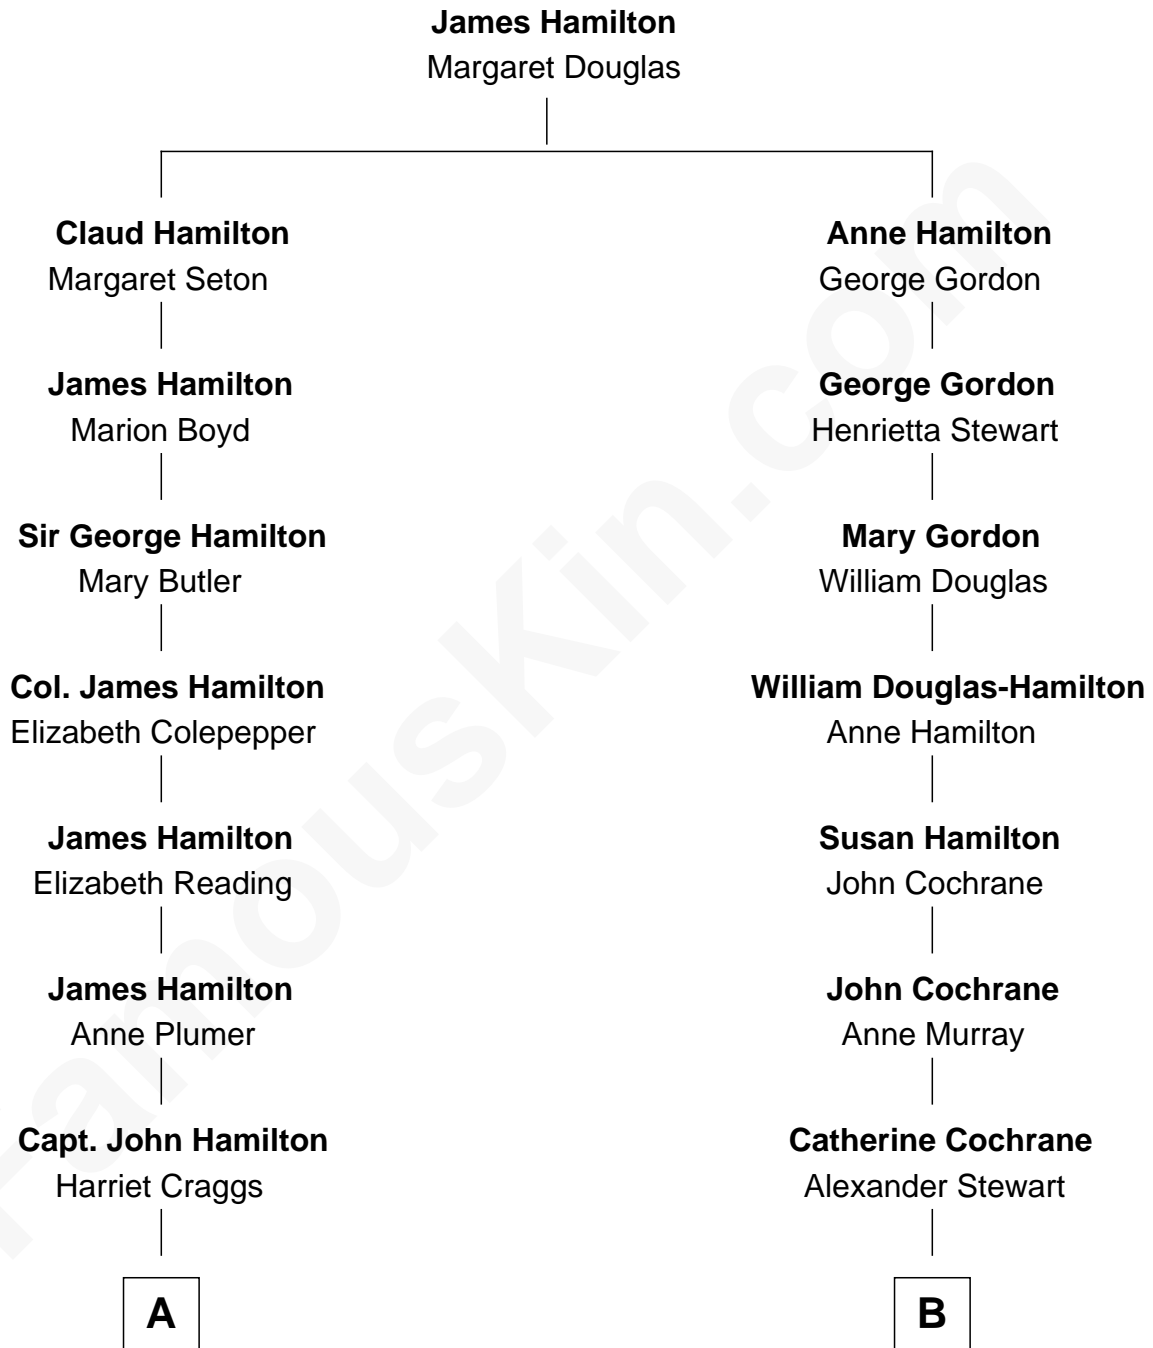 James Hamilton
Margaret Douglas
Claud Hamilton
Margaret Seton
James Hamilton
Marion Boyd
Sir George Hamilton
Mary Butler
Col. James Hamilton
Elizabeth Colepepper
James Hamilton
Elizabeth Reading
James Hamilton
Anne Plumer
Capt. John Hamilton
Harriet Craggs
A
Anne Hamilton
George Gordon
George Gordon
Henrietta Stewart
Mary Gordon
William Douglas
William Douglas-Hamilton
Anne Hamilton
Susan Hamilton
John Cochrane
John Cochrane
Anne Murray
Catherine Cochrane
Alexander Stewart
B
FamousKin.com